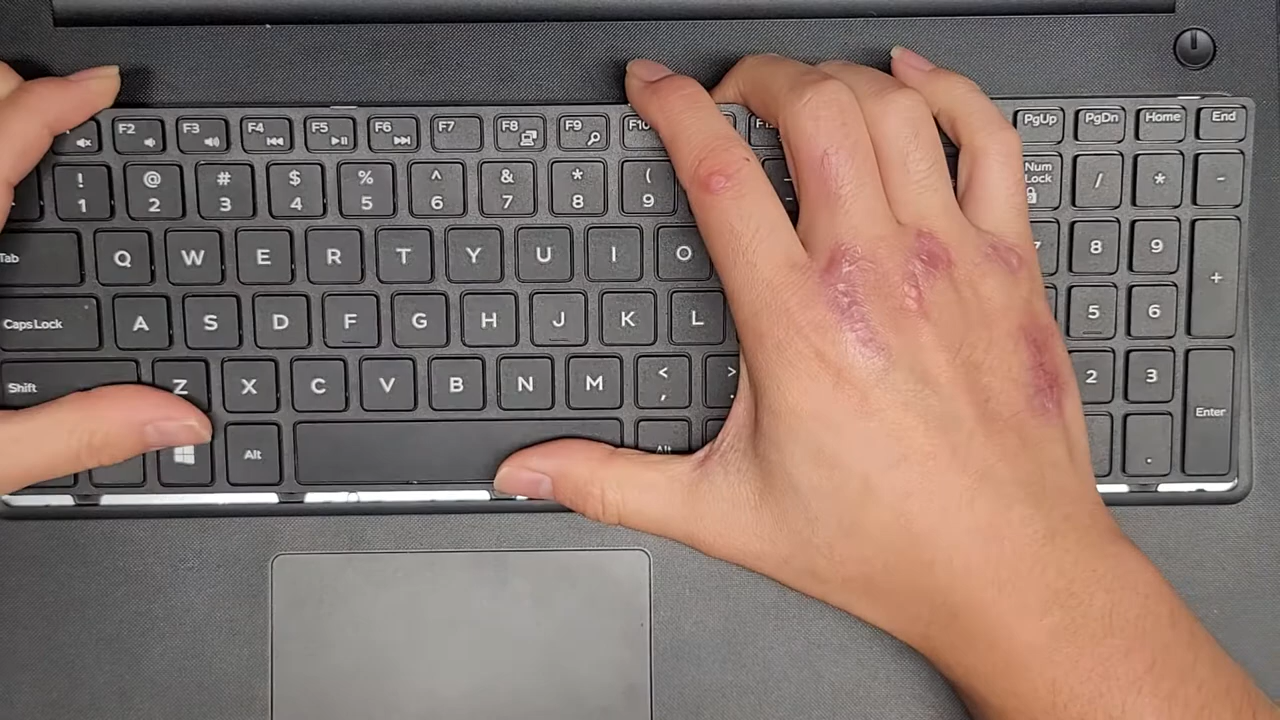 F2 F3 F4 F5 F6 F7 F8 F9 F10 PgUp PgDn Home End
! @ # $ % ^ & * ( Num
Lock / * -
1 2 3 4 5 6 7 8 9
Tab Q W E R T Y U I O 7 8 9 +
Caps Lock A S D F G H J K L 5 6
Shift Z X C V B N M < > 2 3
,
Enter
Alt Alt .